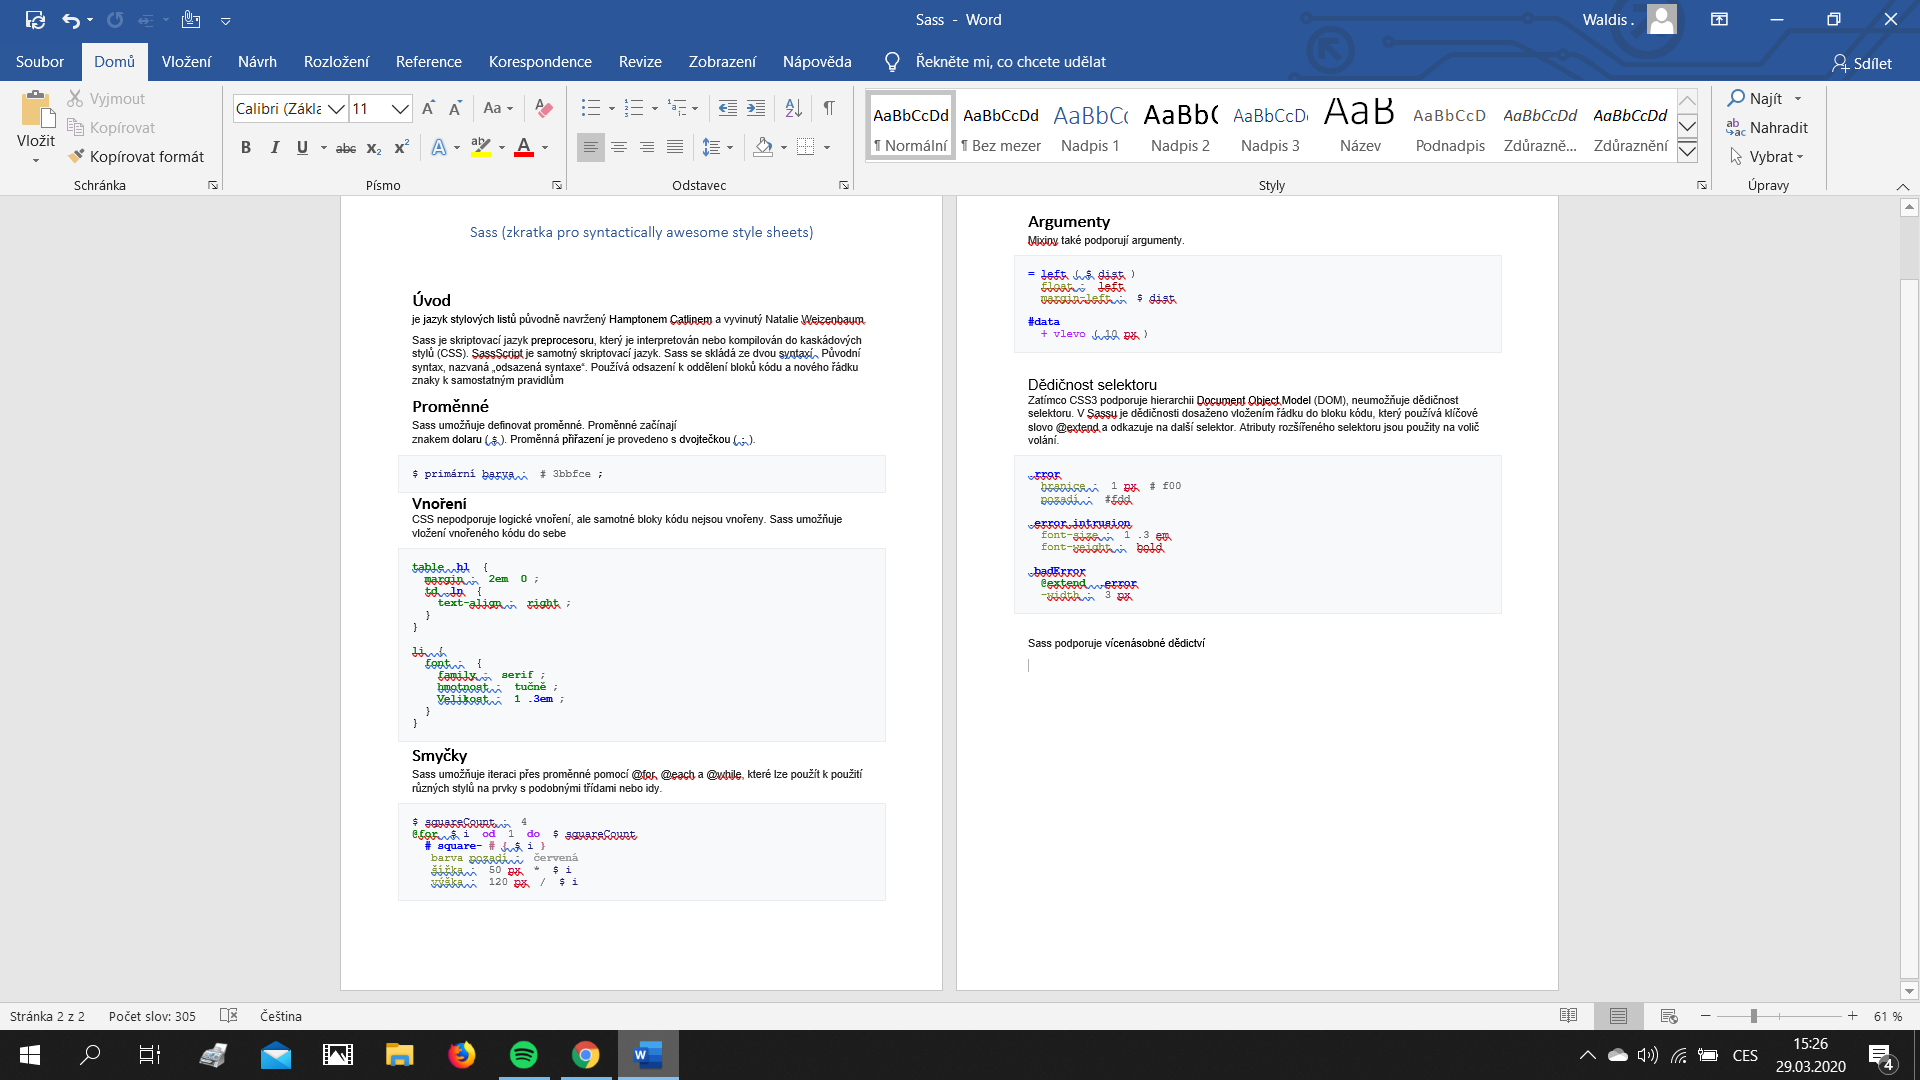 Sass - Word
Waldis .
Soubor
Domů
Vložení
Návrh
Rozložení
Reference
Korespondence
Revize
Zobrazení
Nápověda
Řekněte mi, co chcete udělat
Sdílet
Vložit
Vyjmout
Kopírovat
Kopírovat formát
Schránka
Calibri (Zákla
11
Písmo
Odstavec
AaBbCcDd
¶ Normální
AaBbCcDd
¶ Bez mezer
AaBbCc
Nadpis 1
AaBb(
Nadpis 2
AaBbCcD
Nadpis 3
AaB
Název
AaBbCcD
Podnadpis
AaBbCcDd
Zdůrazně...
AaBbCcDd
Zdůraznění
Styly
Najít
Nahradit
Vybrat
Úpravy
Sass (zkratka pro syntactically awesome style sheets)
Úvod
je jazyk stylových listů původně navržený Hamptonem Catlinem a vyvinutý Natalie Weizenbaum
Sass je skriptovací jazyk preprocesoru, který je interpretován nebo kompilován do kaskádových
stylů (CSS). SassScript je samotný skriptovací jazyk. Sass se skládá ze dvou syntaxí . Původní
syntax, nazvaná „odsazená syntaxe“. Používá odsazení k oddělení bloků kódu a nového řádku
znaky k samostatným pravidlům
Proměnné
Sass umožňuje definovat proměnné. Proměnné začínají
znakem dolaru ( $ ). Proměnná přiřazení je provedeno s dvojtečkou ( : ).
$ primární barva : # 3bbfce ;
Vnoření
CSS nepodporuje logické vnoření, ale samotné bloky kódu nejsou vnořeny. Sass umožňuje
vložení vnořeného kódu do sebe
table .hl {
margin : 2em 0 ;
td .ln {
text-align : right ;
}
}
li {
font : {
family : serif ;
hmotnost : tučně ;
Velikost : 1 .3em ;
}
}
Smyčky
Sass umožňuje iteraci přes proměnné pomocí @for, @each a @while, které lze použít k použití
různých stylů na prvky s podobnými třídami nebo idy.
$ squareCount : 4
@for $ i od 1 do $ squareCount
# square- # { $ i }
barva pozadí : červená
šířka : 50 px * $ i
výška : 120 px / $ i
Argumenty
Mixiny také podporují argumenty.
= left ( $ dist )
float : left
margin-left : $ dist
#data
+ vlevo ( 10 px )
Dědičnost selektoru
Zatímco CSS3 podporuje hierarchii Document Object Model (DOM), neumožňuje dědičnost
selektoru. V Sassu je dědičnosti dosaženo vložením řádku do bloku kódu, který používá klíčové
slovo @extend a odkazuje na další selektor. Atributy rozšířeného selektoru jsou použity na volič
volání.
.rror
hranice : 1 px # f00
pozadí : #fdd
.error.intrusion
font-size : 1 .3 em
font-weight : bold
.badError
@extend .error
-width : 3 px
Sass podporuje vícenásobné dědictví
Stránka 2 z 2
Počet slov: 305
Čeština
61 %
CES
15:26
29.03.2020
4